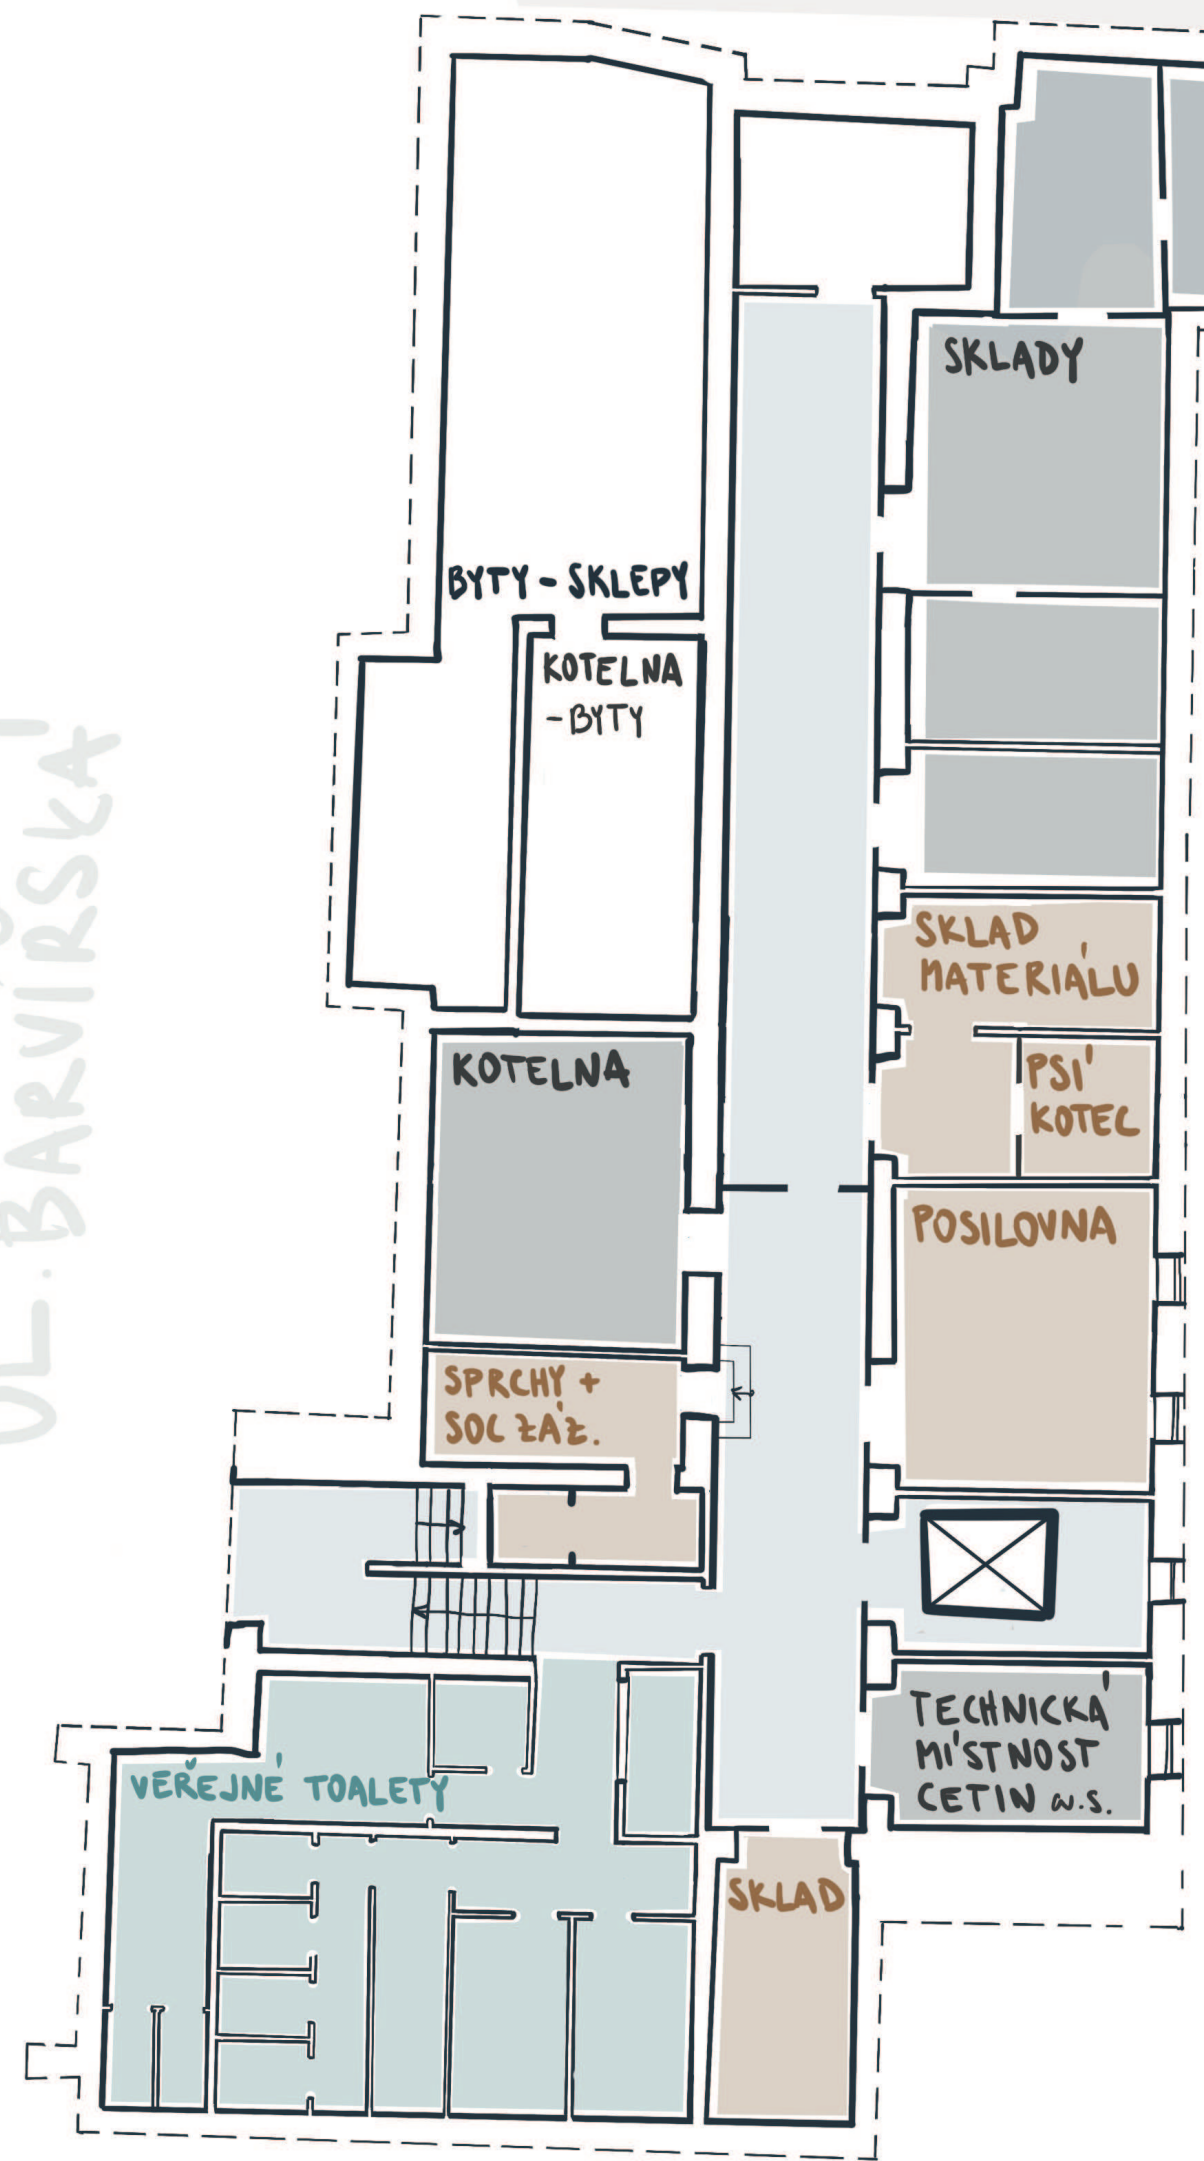 SKLADY
BYTY - SKLEPY
KOTELNA
- BYTY
SKLAD
MATERIÁLU
KOTELNA
PSÍ
KOTEC
POSILOVNA
SPRCHY +
SOC ZÁZ.
TECHNICKÁ
MÍSTNOST
CETIN a.s.
VEŘEJNÉ TOALETY
SKLAD
UL. BARVÍŘSKÁ